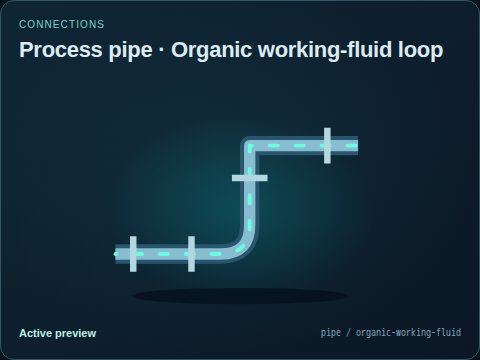 CONNECTIONS
Process pipe · Organic working-fluid loop
Active preview
pipe / organic-working-fluid